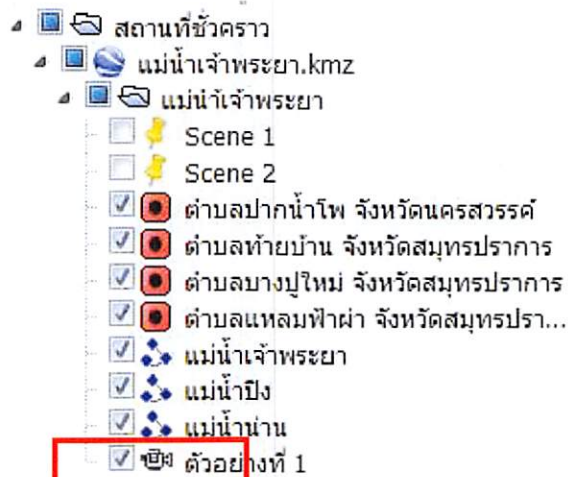 สถานที่ชั่วคราว
แม่น้ำเจ้าพระยา.kmz
แม่น้ำเจ้าพระยา
Scene 1
Scene 2
ตำบลปากน้ำโพ จังหวัดนครสวรรค์
ตำบลท้ายบ้าน จังหวัดสมุทรปราการ
ตำบลบางปูใหม่ จังหวัดสมุทรปราการ
ตำบลแหลมฟ้าผ่า จังหวัดสมุทรปรา...
แม่น้ำเจ้าพระยา
แม่น้ำปิง
แม่น้ำน่าน
ตัวอย่างที่ 1